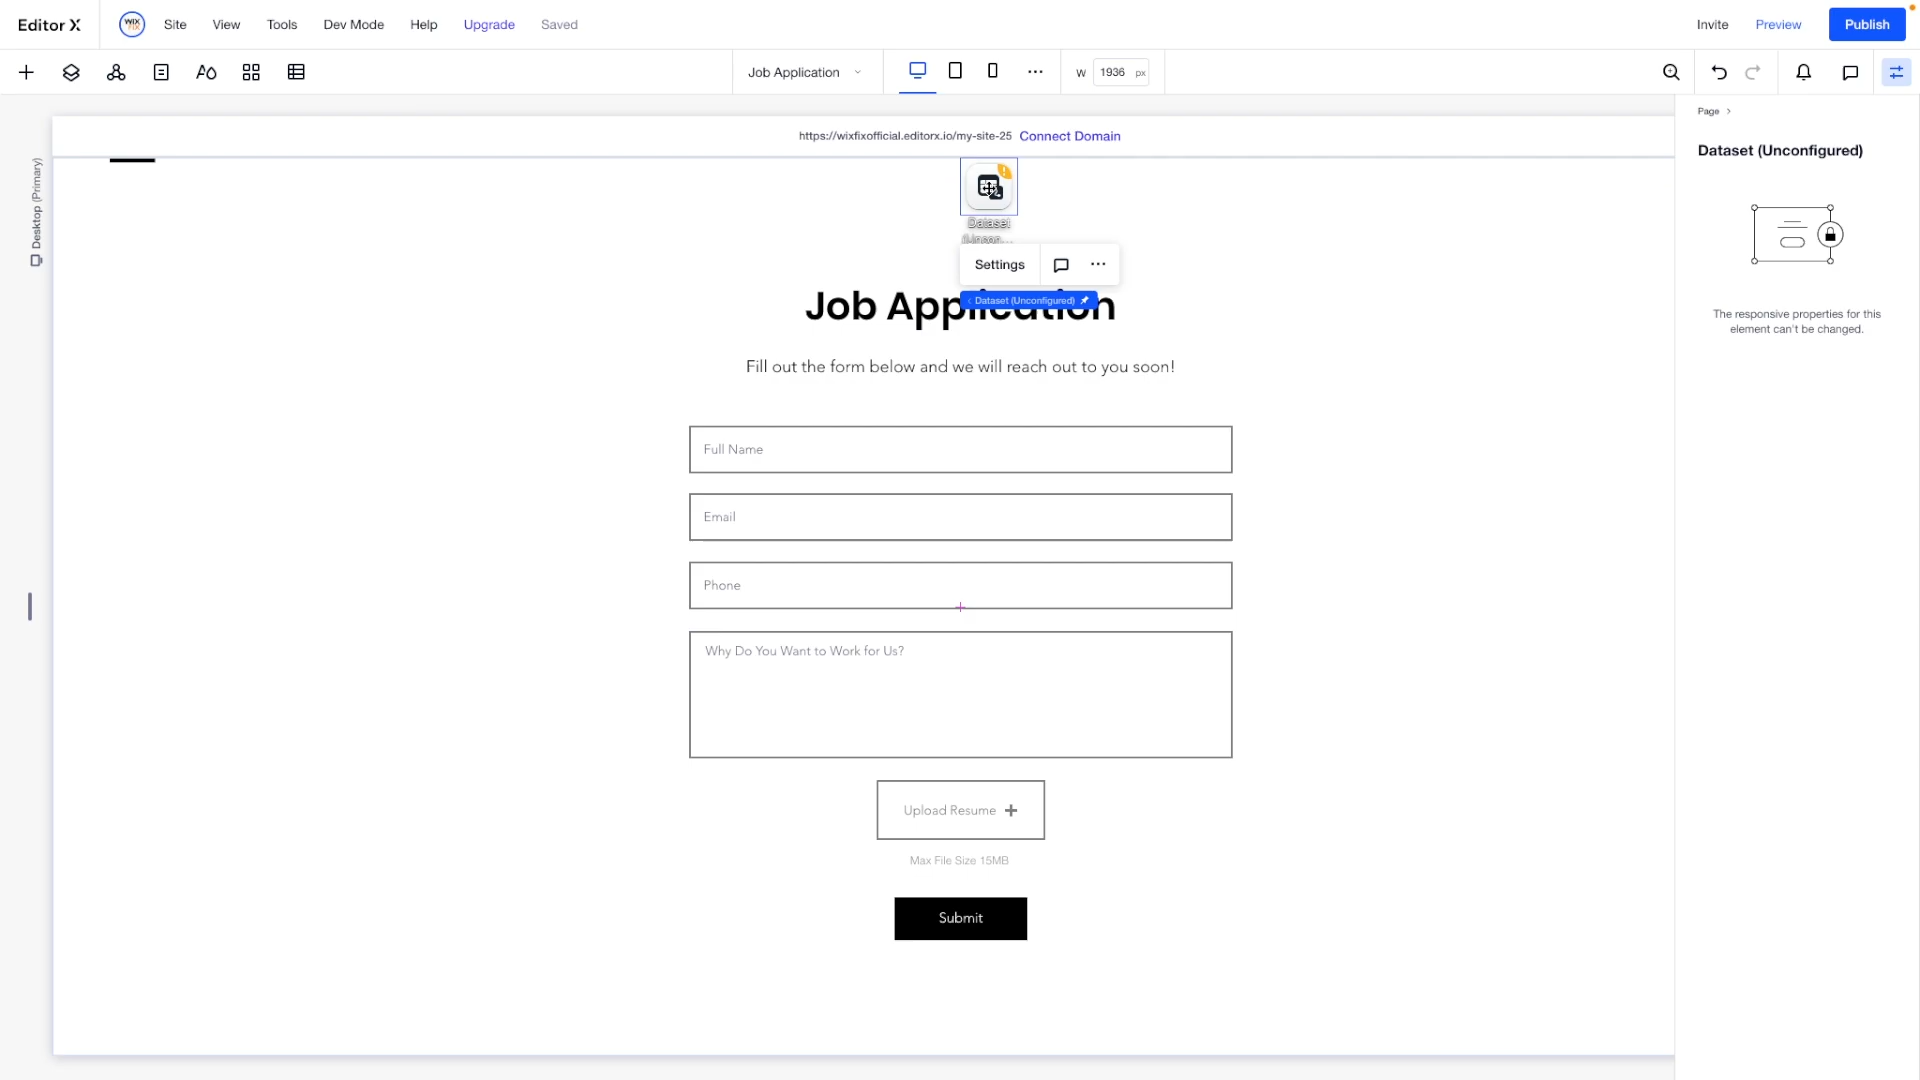 Editor X
WIX
FIX
Site
View
Tools
Dev Mode
Help
Upgrade
Saved
Invite
Preview
Publish
Job Application
W
1936
px
Page
Desktop (Primary)
https://wixfixofficial.editorx.io/my-site-25
Connect Domain
Dataset (Unconfigured)
Dataset
(Uncon...
Settings
Dataset (Unconfigured)
Job Application
The responsive properties for this
element can't be changed.
Fill out the form below and we will reach out to you soon!
Full Name
Email
Phone
Why Do You Want to Work for Us?
Upload Resume
Max File Size 15MB
Submit